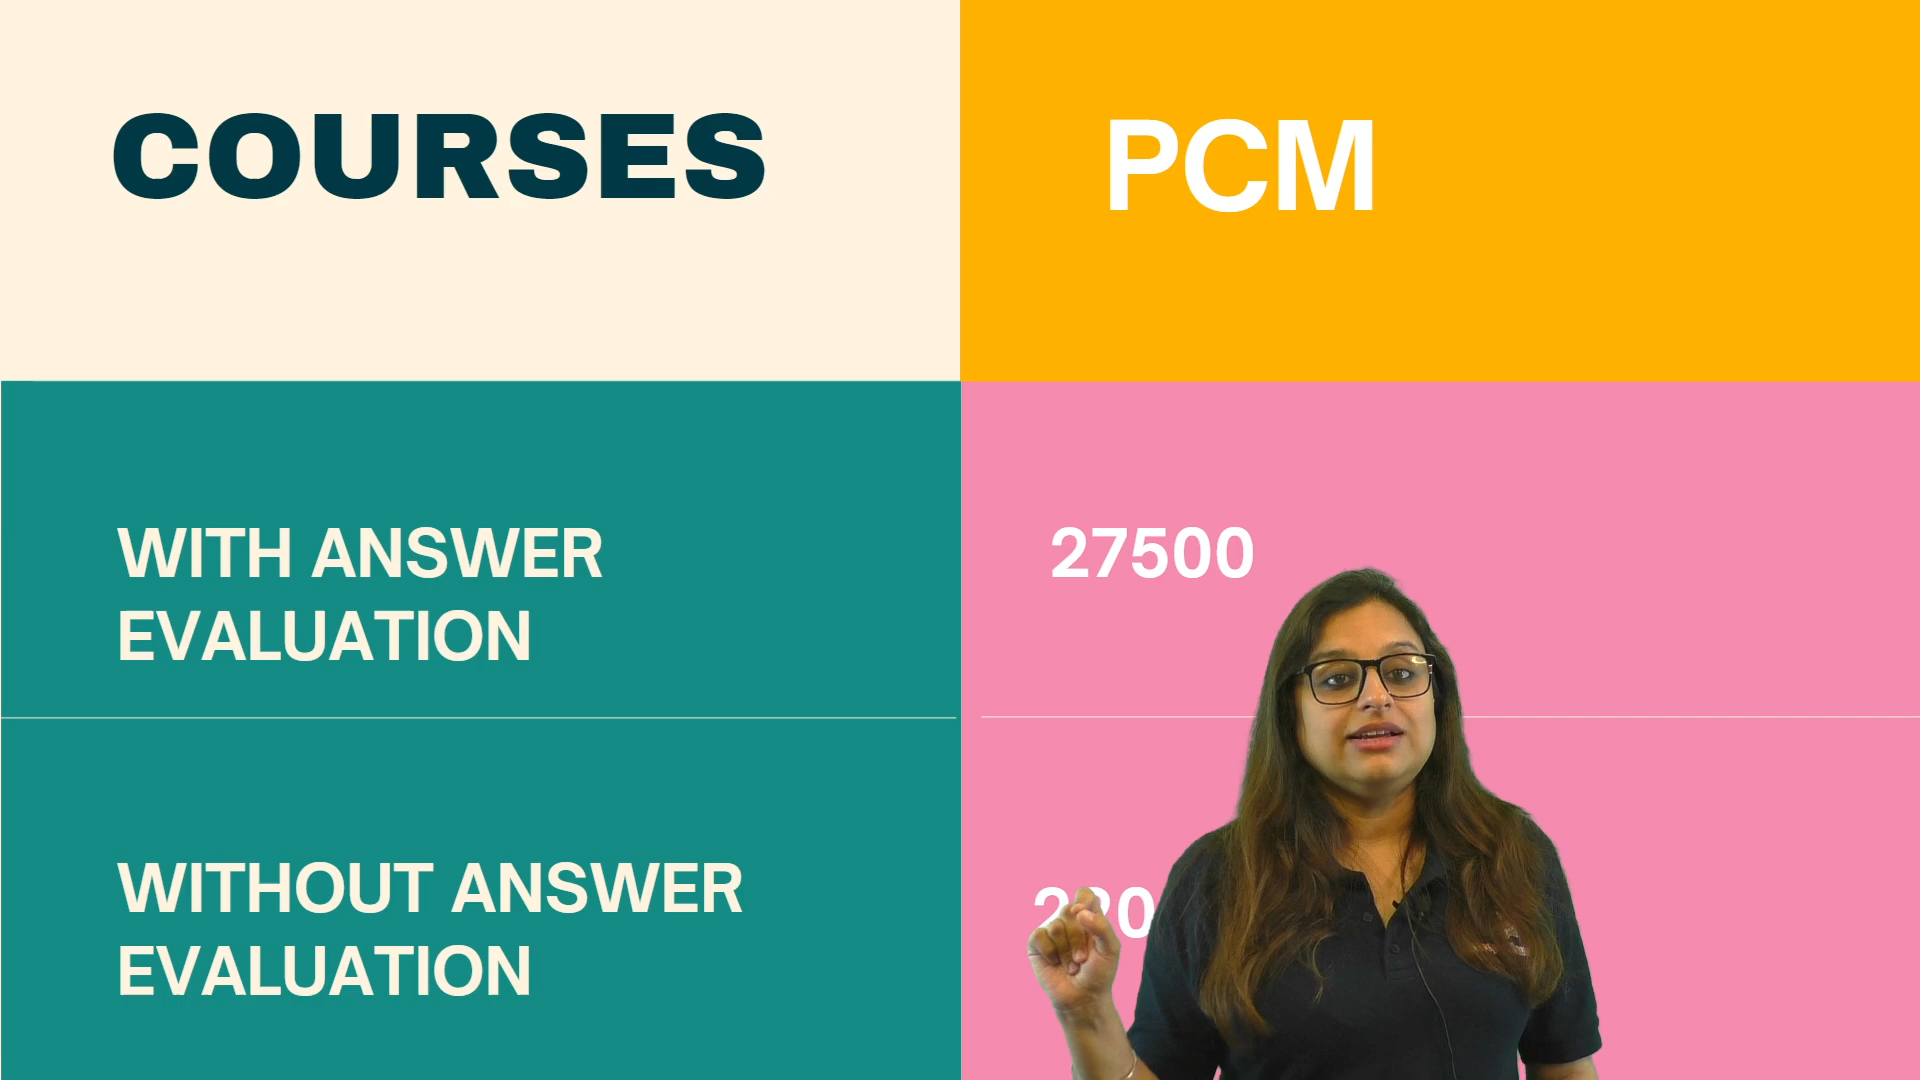 COURSES
PCM
WITH ANSWER
EVALUATION
27500
WITHOUT ANSWER
EVALUATION